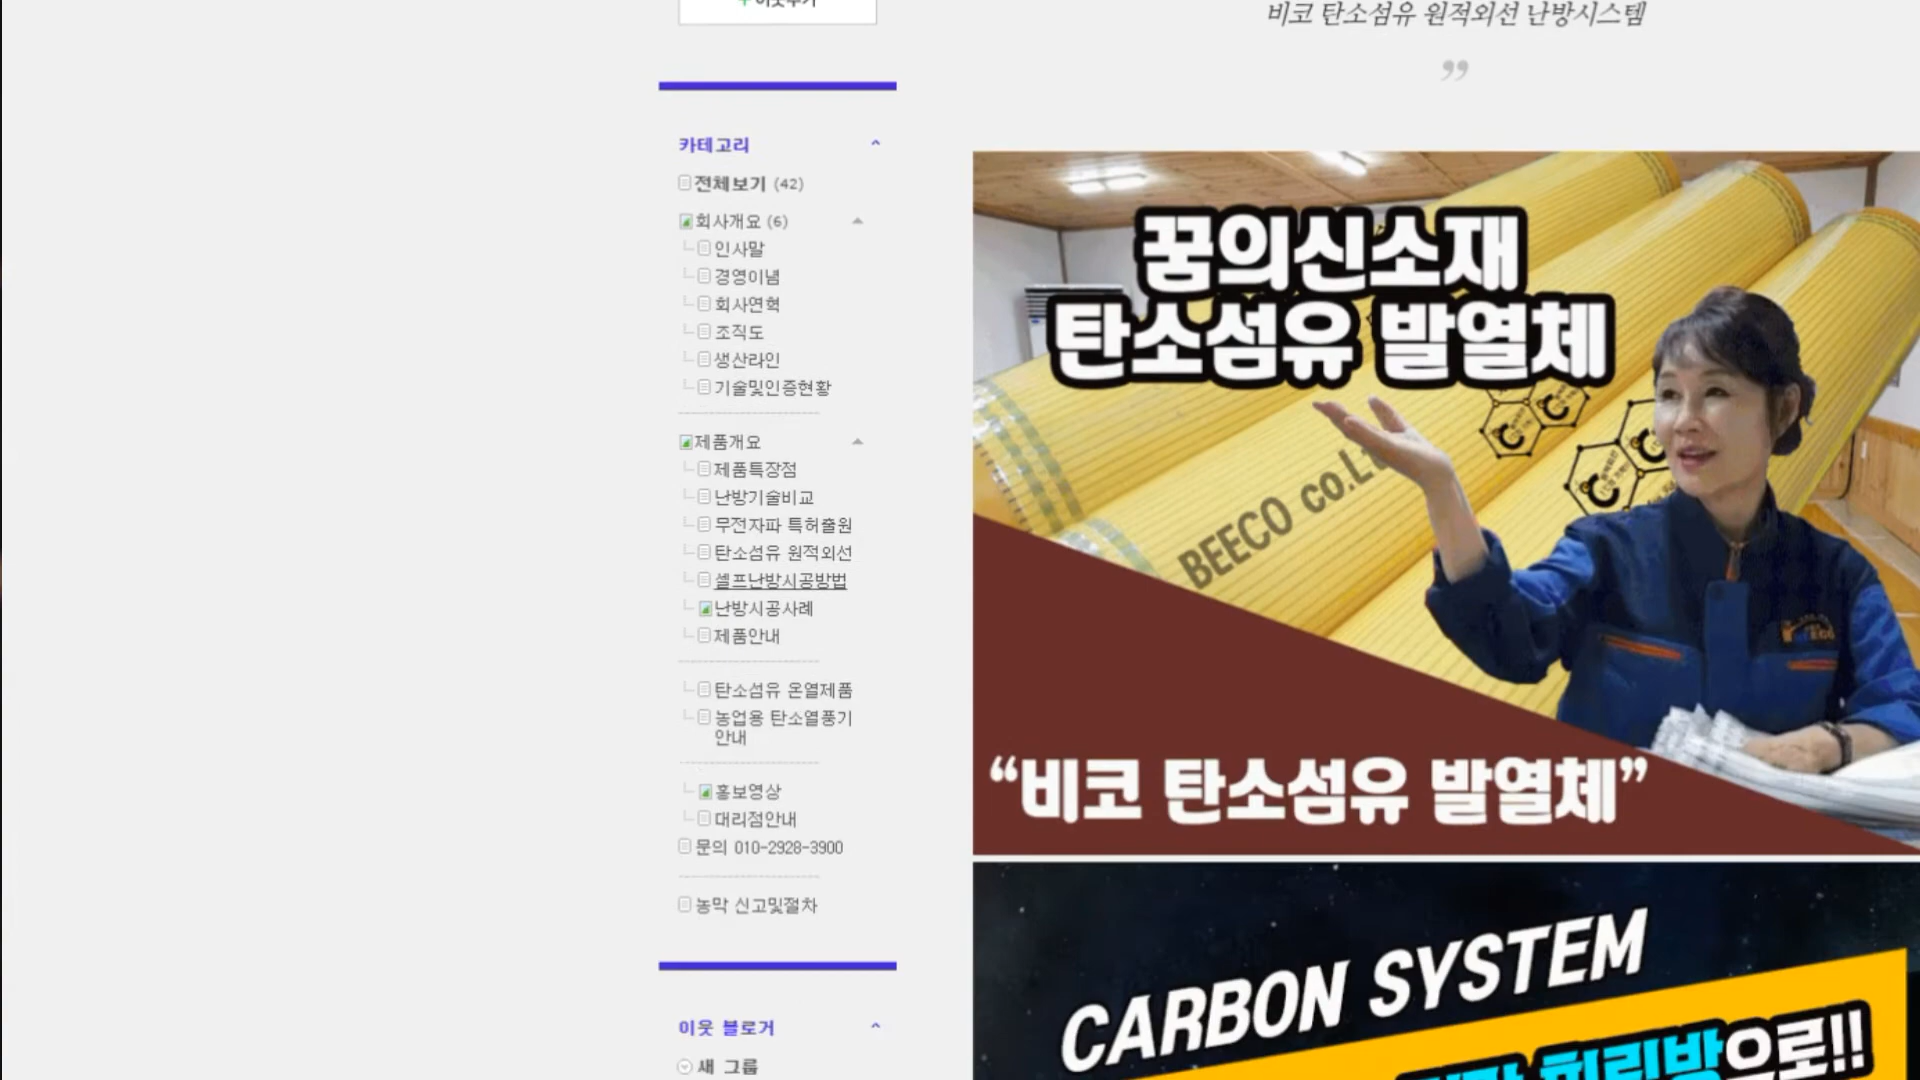 비코 탄소섬유 원적외선 난방시스템
”
카테고리
전체보기 (42)
회사개요 (6)
인사말
경영이념
회사연혁
조직도
생산라인
기술및인증현황
제품개요
제품특장점
난방기술비교
무전자파 특허출원
탄소섬유 원적외선
셀프난방시공방법
난방시공사례
제품안내
탄소섬유 온열제품
농업용 탄소열풍기
안내
홍보영상
대리점안내
문의 010-2928-3900
농막 신고및절차
이웃 블로거
새 그룹
꿈의신소재
탄소섬유 발열체
BEECO co.Lt
“비코 탄소섬유 발열체”
CARBON SYSTEM
으로!!